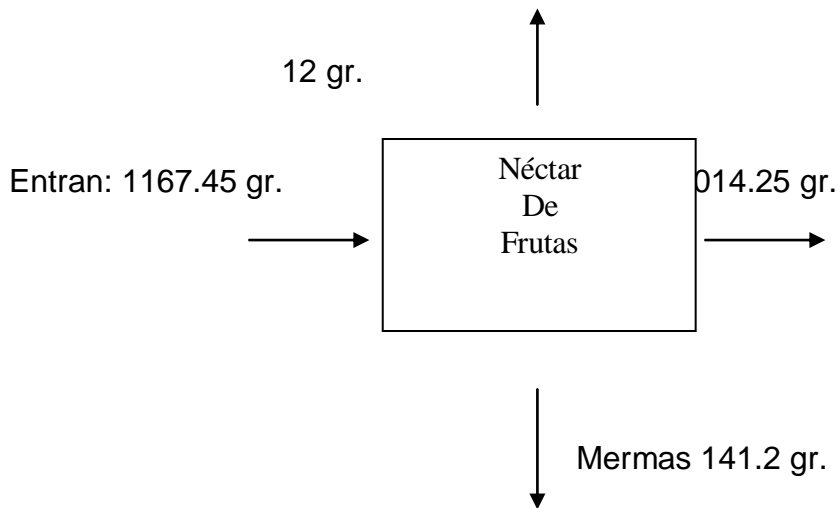 12 gr.
Entran: 1167.45 gr.
Néctar
De
Frutas
014.25 gr.
Mermas 141.2 gr.